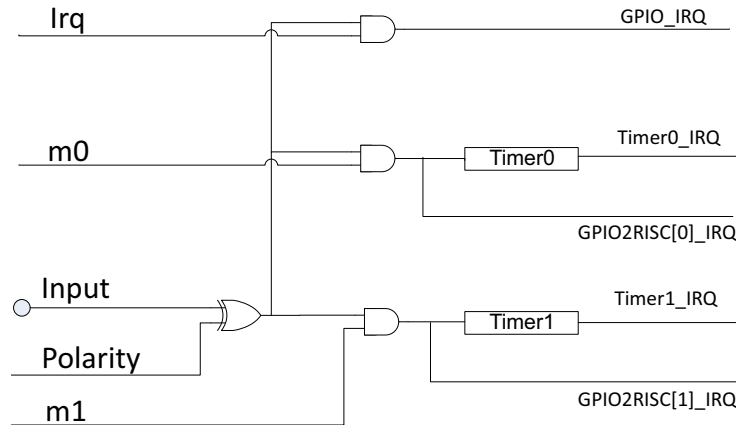 Irq
GPIO_IRQ
m0
Timer0
Timer0_IRQ
GPIO2RISC[0]_IRQ
Input
Timer1
Timer1_IRQ
Polarity
GPIO2RISC[1]_IRQ
m1